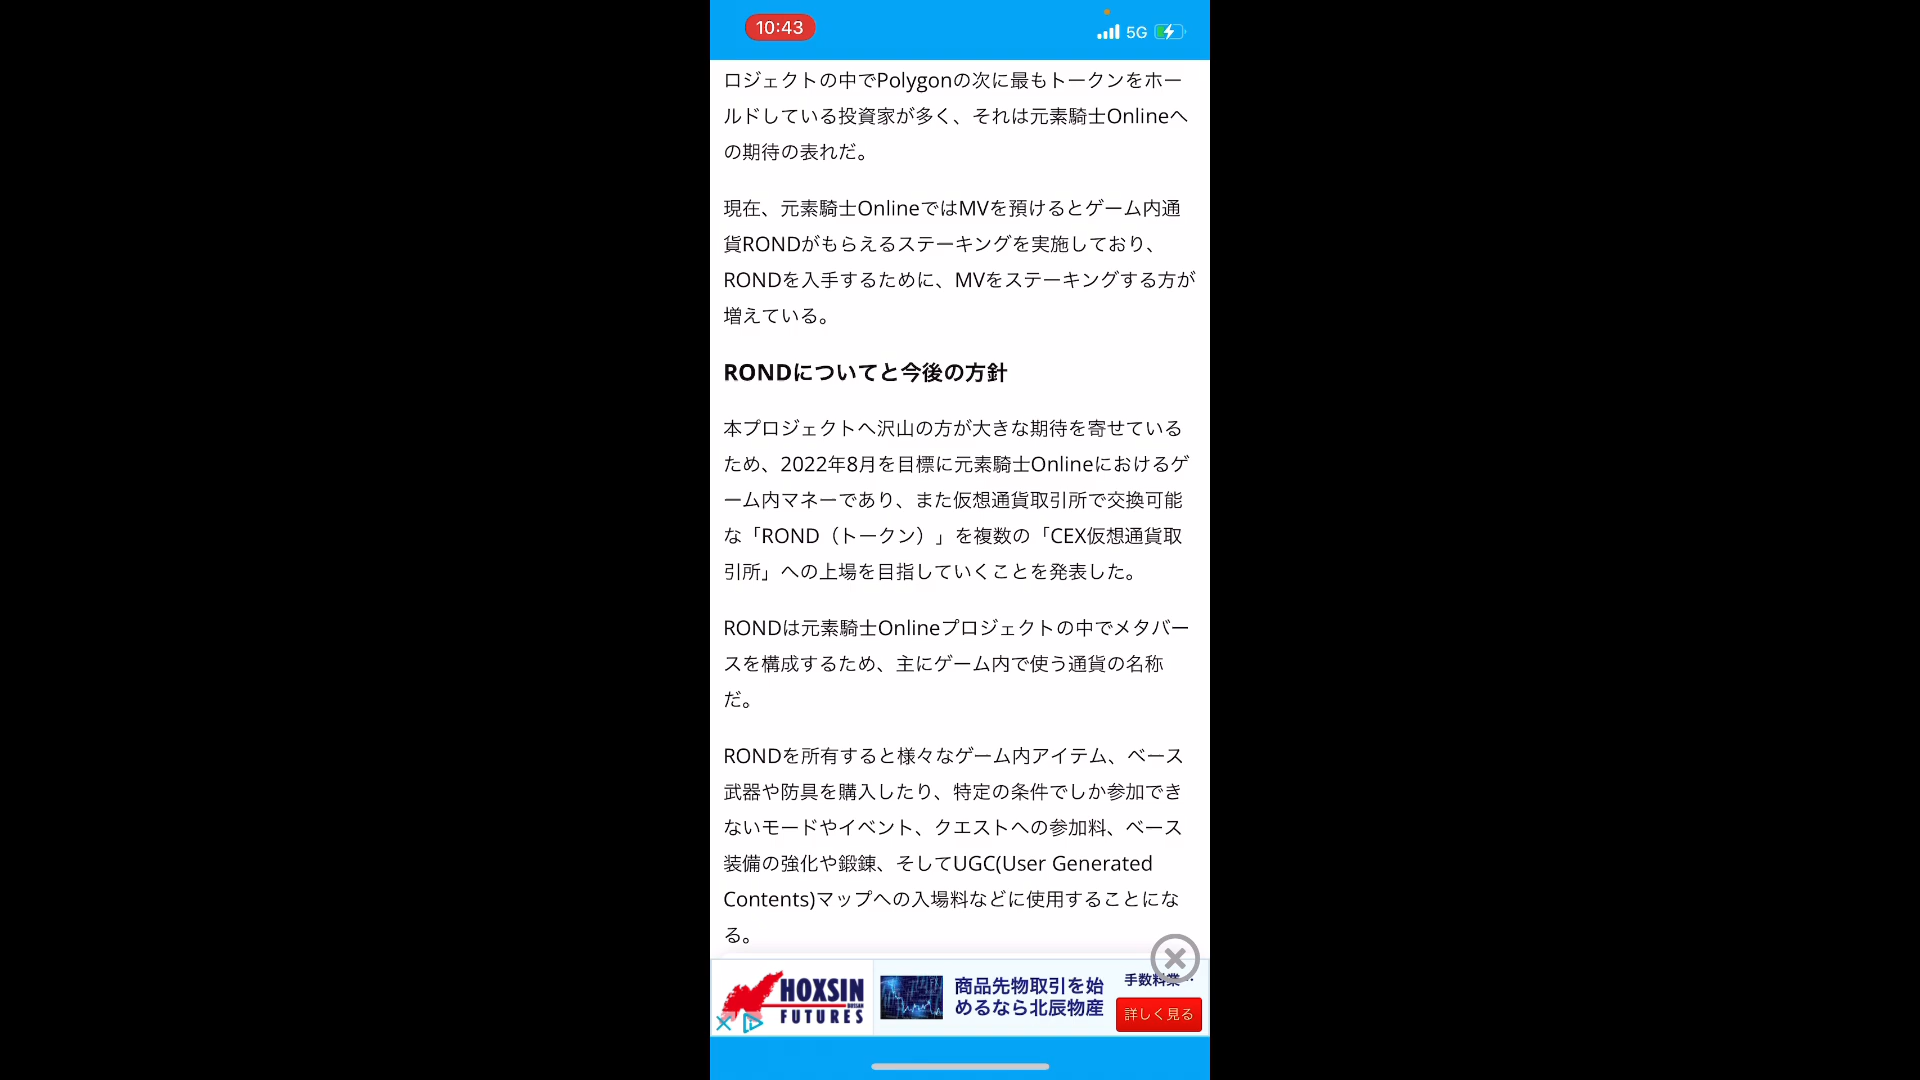 10:43
5G
ロジェクトの中でPolygonの次に最もトークンをホー
ルドしている投資家が多く、それは元素騎士Onlineへ
の期待の表れだ。
現在、元素騎士OnlineではMVを預けるとゲーム内通
貨RONDがもらえるステーキングを実施しており、
RONDを入手するために、MVをステーキングする方が
増えている。
RONDについてと今後の方針
本プロジェクトへ沢山の方が大きな期待を寄せている
ため、2022年8月を目標に元素騎士Onlineにおけるゲ
ーム内マネーであり、また仮想通貨取引所で交換可能
な「ROND（トークン）」を複数の「CEX仮想通貨取
引所」への上場を目指していくことを発表した。
RONDは元素騎士Onlineプロジェクトの中でメタバー
スを構成するため、主にゲーム内で使う通貨の名称
だ。
RONDを所有すると様々なゲーム内アイテム、ベース
武器や防具を購入したり、特定の条件でしか参加でき
ないモードやイベント、クエストへの参加料、ベース
装備の強化や鍛錬、そしてUGC(User Generated
Contents)マップへの入場料などに使用することにな
る。
HOXSIN
FUTURES
商品先物取引を始
めるなら北辰物産
手数料業…
詳しく見る